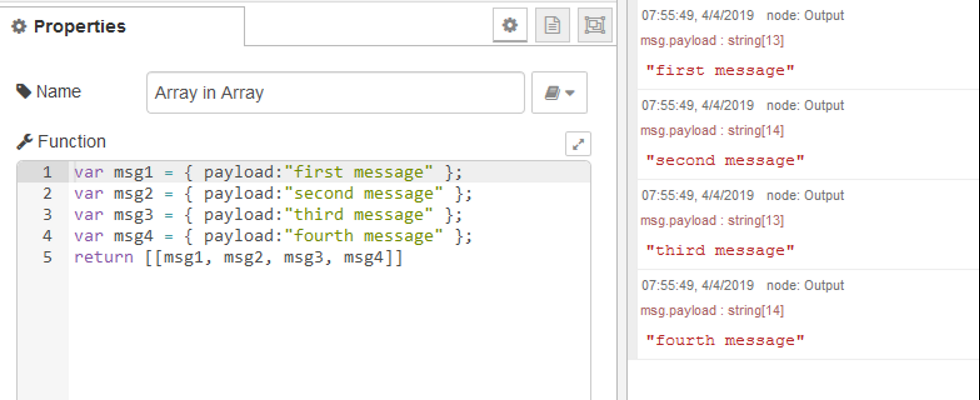 Properties
Name
Array in Array
Function
1 var msg1 = { payload:"first message" };
2 var msg2 = { payload:"second message" };
3 var msg3 = { payload:"third message" };
4 var msg4 = { payload:"fourth message" };
5 return [[msg1, msg2, msg3, msg4]]
07:55:49, 4/4/2019 node: Output
msg.payload : string[13]
"first message"
07:55:49, 4/4/2019 node: Output
msg.payload : string[14]
"second message"
07:55:49, 4/4/2019 node: Output
msg.payload : string[13]
"third message"
07:55:49, 4/4/2019 node: Output
msg.payload : string[14]
"fourth message"